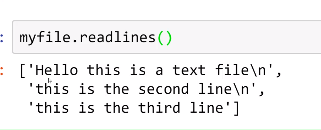 myfile.readlines()
['Hello this is a text file\n',
'this is the second line\n',
'this is the third line']